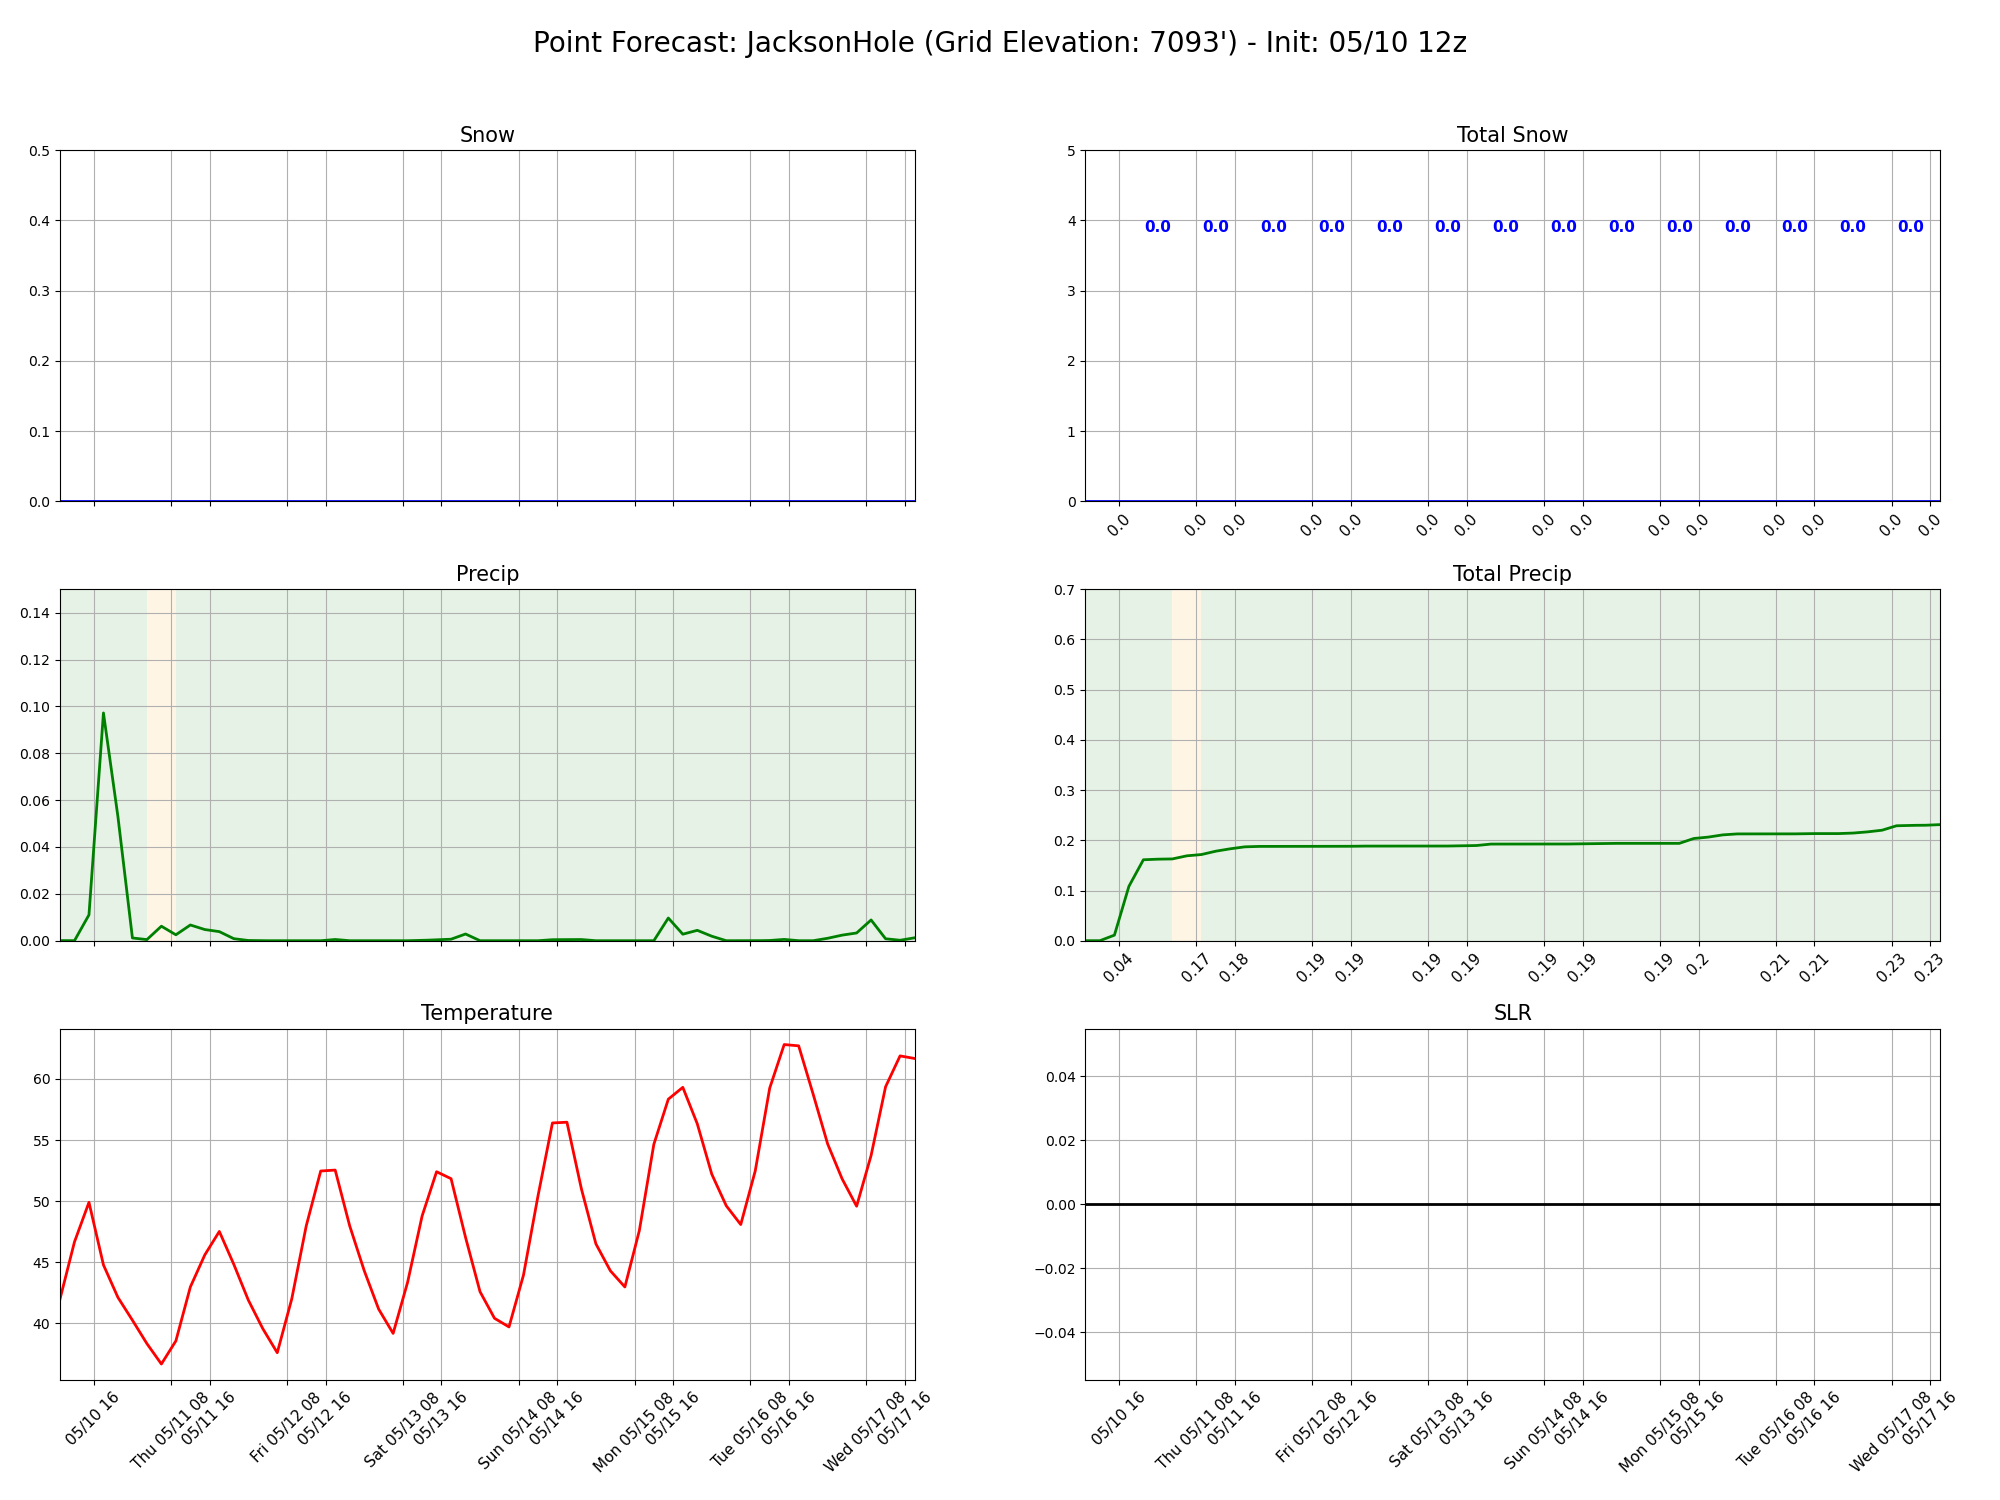 Point Forecast: JacksonHole (Grid Elevation: 7093') - Init: 05/10 12z
Snow
0.5
0.4
0.3
0.2
0.1
0.0
Total Snow
5
4
3
2
1
0
0.0 0.0 0.0 0.0 0.0 0.0 0.0 0.0 0.0 0.0 0.0 0.0 0.0 0.0
0.0 0.0 0.0 0.0 0.0 0.0 0.0 0.0 0.0 0.0 0.0 0.0 0.0 0.0 0.0
Precip
0.14
0.12
0.10
0.08
0.06
0.04
0.02
0.00
Total Precip
0.7
0.6
0.5
0.4
0.3
0.2
0.1
0.0
0.04 0.17 0.18 0.19 0.19 0.19 0.19 0.19 0.19 0.19 0.2 0.21 0.21 0.23 0.23
Temperature
60
55
50
45
40
05/10 16
Thu 05/11 08
05/11 16
Fri 05/12 08
05/12 16
Sat 05/13 08
05/13 16
Sun 05/14 08
05/14 16
Mon 05/15 08
05/15 16
Tue 05/16 08
05/16 16
Wed 05/17 08
05/17 16
SLR
0.04
0.02
0.00
−0.02
−0.04
05/10 16
Thu 05/11 08
05/11 16
Fri 05/12 08
05/12 16
Sat 05/13 08
05/13 16
Sun 05/14 08
05/14 16
Mon 05/15 08
05/15 16
Tue 05/16 08
05/16 16
Wed 05/17 08
05/17 16